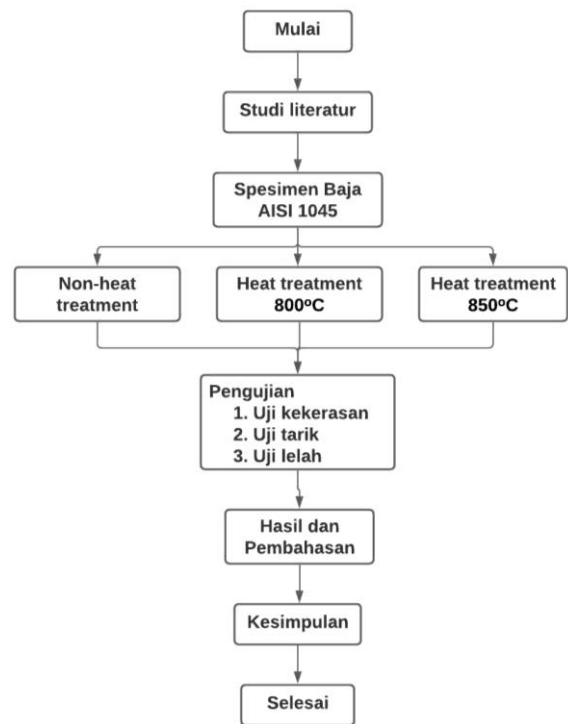 Mulai
Studi literatur
Spesimen Baja
AISI 1045
Non-heat
treatment
Heat treatment
800ºC
Heat treatment
850ºC
Pengujian
1. Uji kekerasan
2. Uji tarik
3. Uji lelah
Hasil dan
Pembahasan
Kesimpulan
Selesai